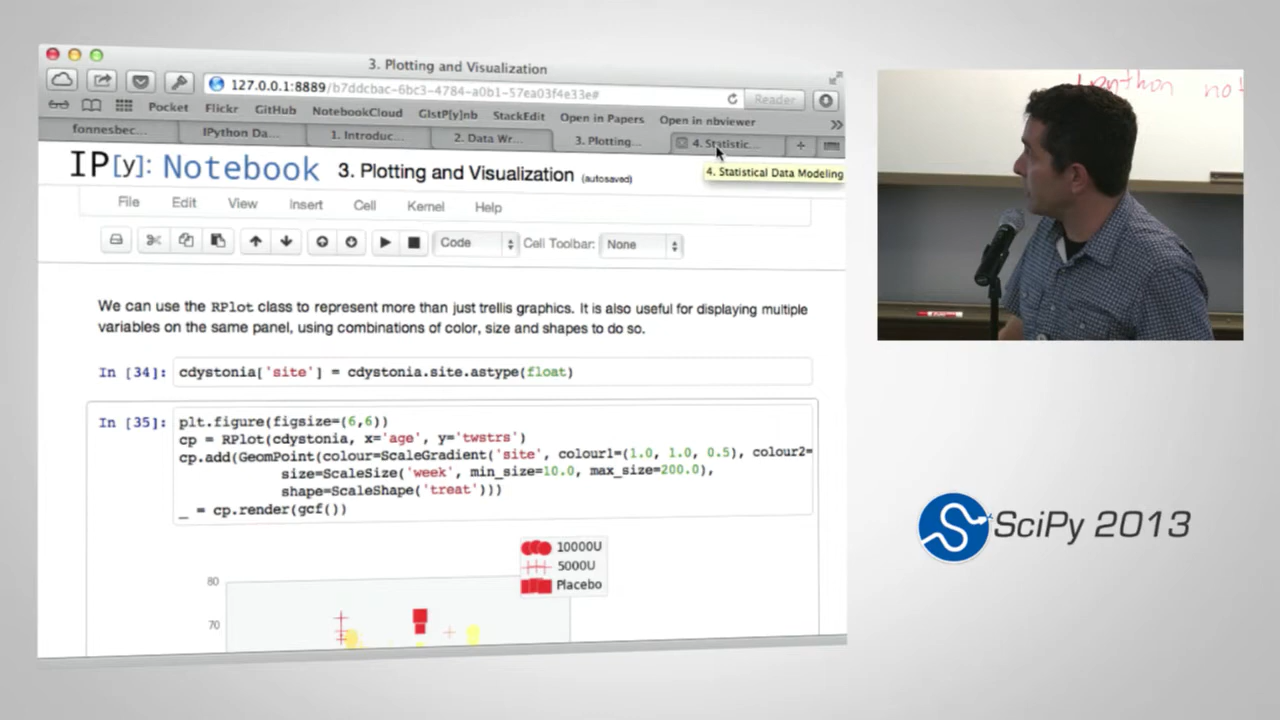 3. Plotting and Visualization
127.0.0.1:8889/b7ddcbac-6bc3-4784-a0b1-57ea03f4e33e#
Reader
Pocket Flickr GitHub NotebookCloud GIstP[y]nb StackEdit Open in Papers Open in nbviewer »
fonnesbec... IPython Da... 1. Introduc... 2. Data Wr... 3. Plotting... 4. Statistic... +
4. Statistical Data Modeling
IP[y]: Notebook 3. Plotting and Visualization (autosaved)
File Edit View Insert Cell Kernel Help
Code Cell Toolbar: None
We can use the RPlot class to represent more than just trellis graphics. It is also useful for displaying multiple
variables on the same panel, using combinations of color, size and shapes to do so.
In [34]: cdystonia['site'] = cdystonia.site.astype(float)
In [35]: plt.figure(figsize=(6,6))
cp = RPlot(cdystonia, x='age', y='twstrs')
cp.add(GeomPoint(colour=ScaleGradient('site', colour1=(1.0, 1.0, 0.5), colour2=
size=ScaleSize('week', min_size=10.0, max_size=200.0),
shape=ScaleShape('treat')))
_ = cp.render(gcf())
10000U
5000U
Placebo
80
70
python not
SciPy 2013